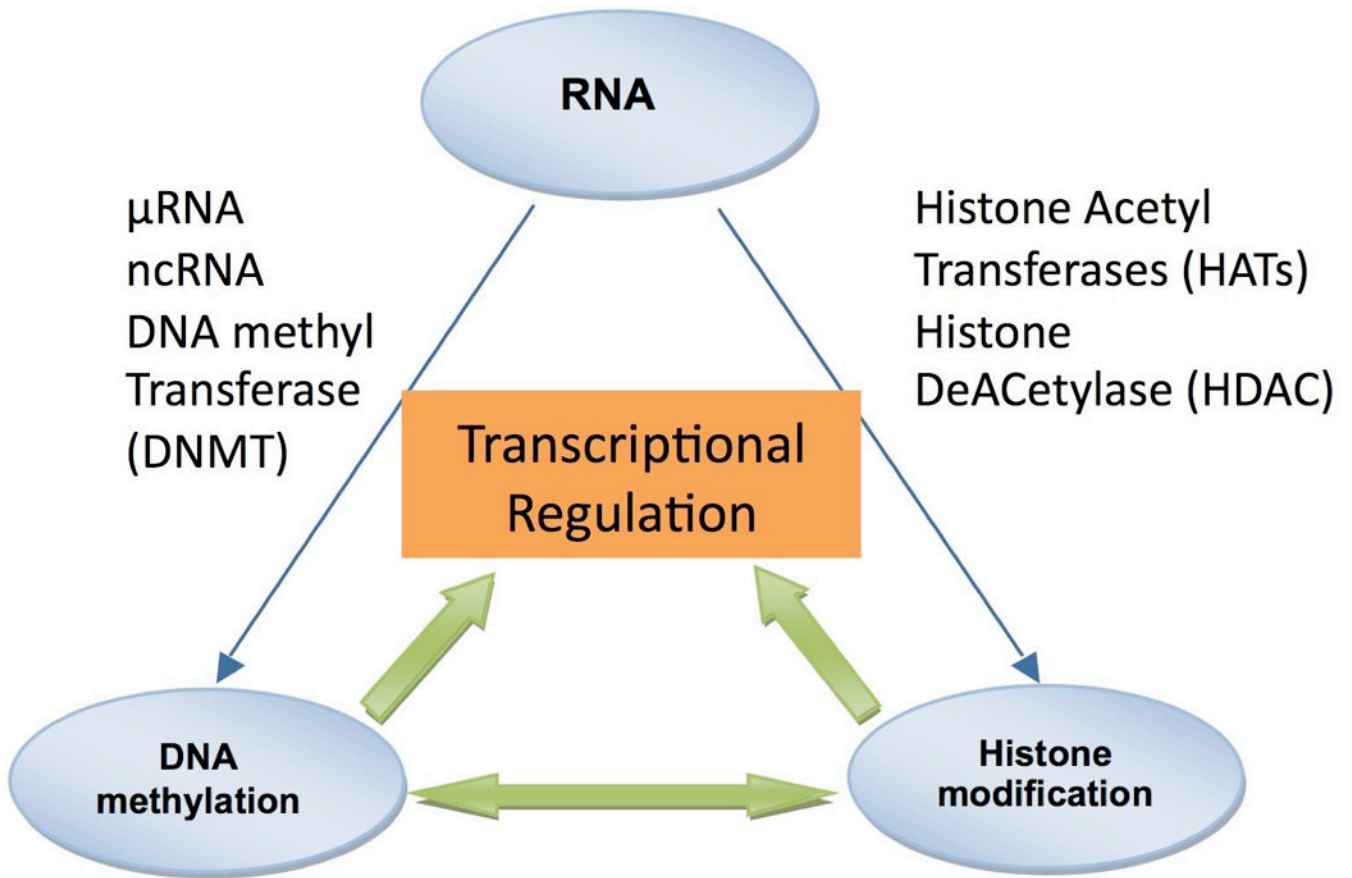 RNA
μRNA
ncRNA
DNA methyl
Transferase
(DNMT)
Histone Acetyl
Transferases (HATs)
Histone
DeACetylase (HDAC)
Transcriptional
Regulation
DNA
methylation
Histone
modification